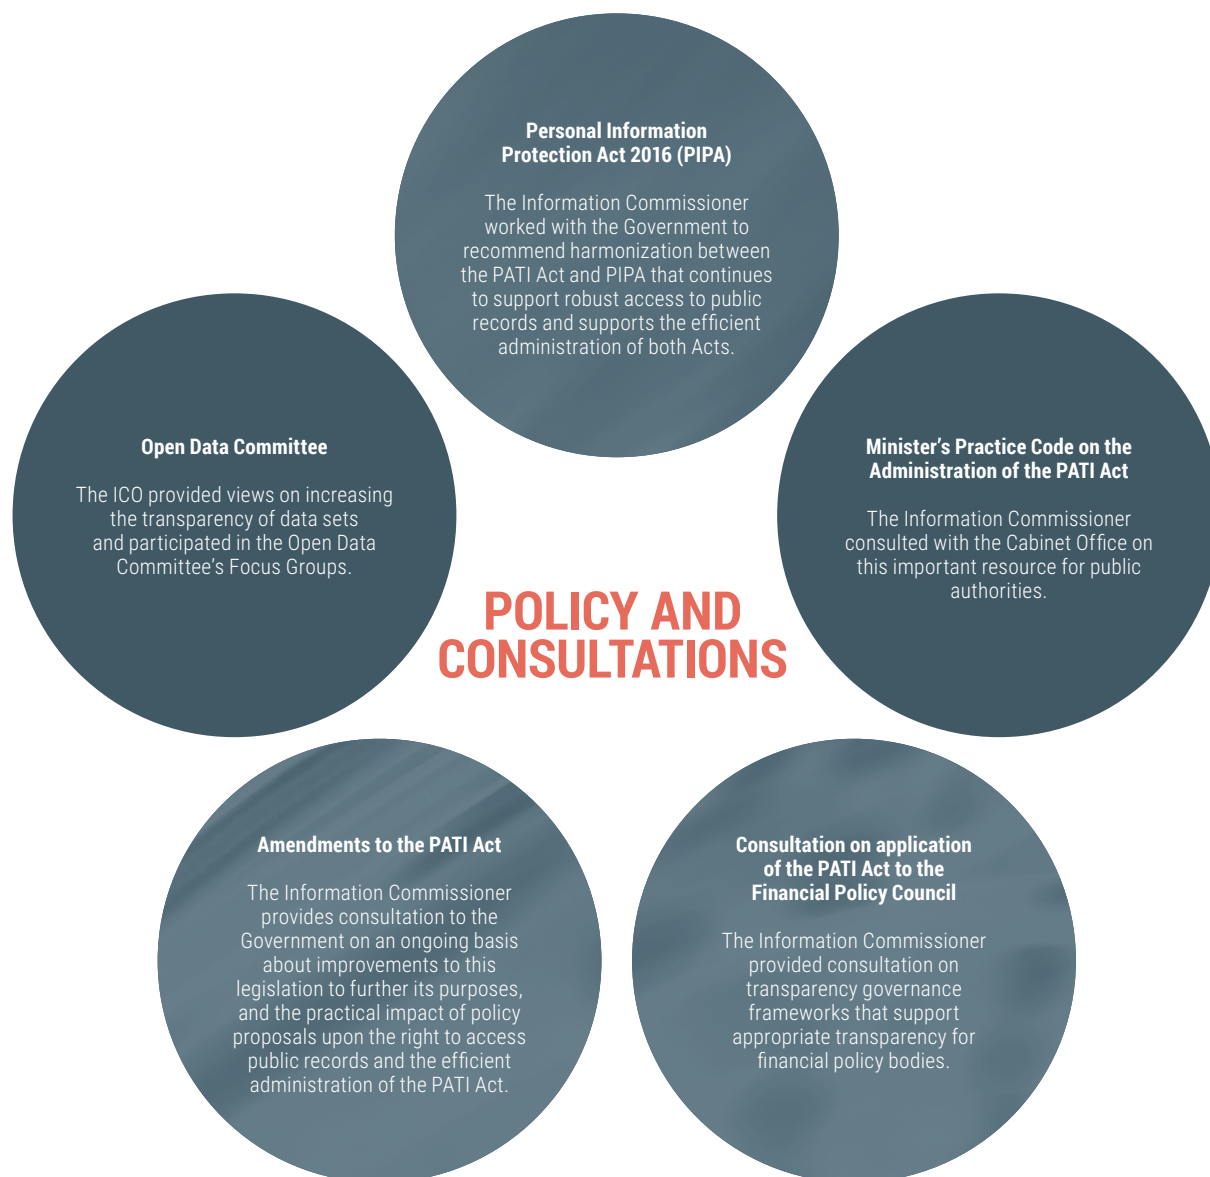 Personal Information
Protection Act 2016 (PIPA)
The Information Commissioner
worked with the Government to
recommend harmonization between
the PATI Act and PIPA that continues
to support robust access to public
records and supports the efficient
administration of both Acts.
Open Data Committee
The ICO provided views on increasing
the transparency of data sets
and participated in the Open Data
Committee's Focus Groups.
Minister's Practice Code on the
Administration of the PATI Act
The Information Commissioner
consulted with the Cabinet Office on
this important resource for public
authorities.
POLICY AND
CONSULTATIONS
Amendments to the PATI Act
The Information Commissioner
provides consultation to the
Government on an ongoing basis
about improvements to this
legislation to further its purposes,
and the practical impact of policy
proposals upon the right to access
public records and the efficient
administration of the PATI Act.
Consultation on application
of the PATI Act to the
Financial Policy Council
The Information Commissioner
provided consultation on
transparency governance
frameworks that support
appropriate transparency for
financial policy bodies.